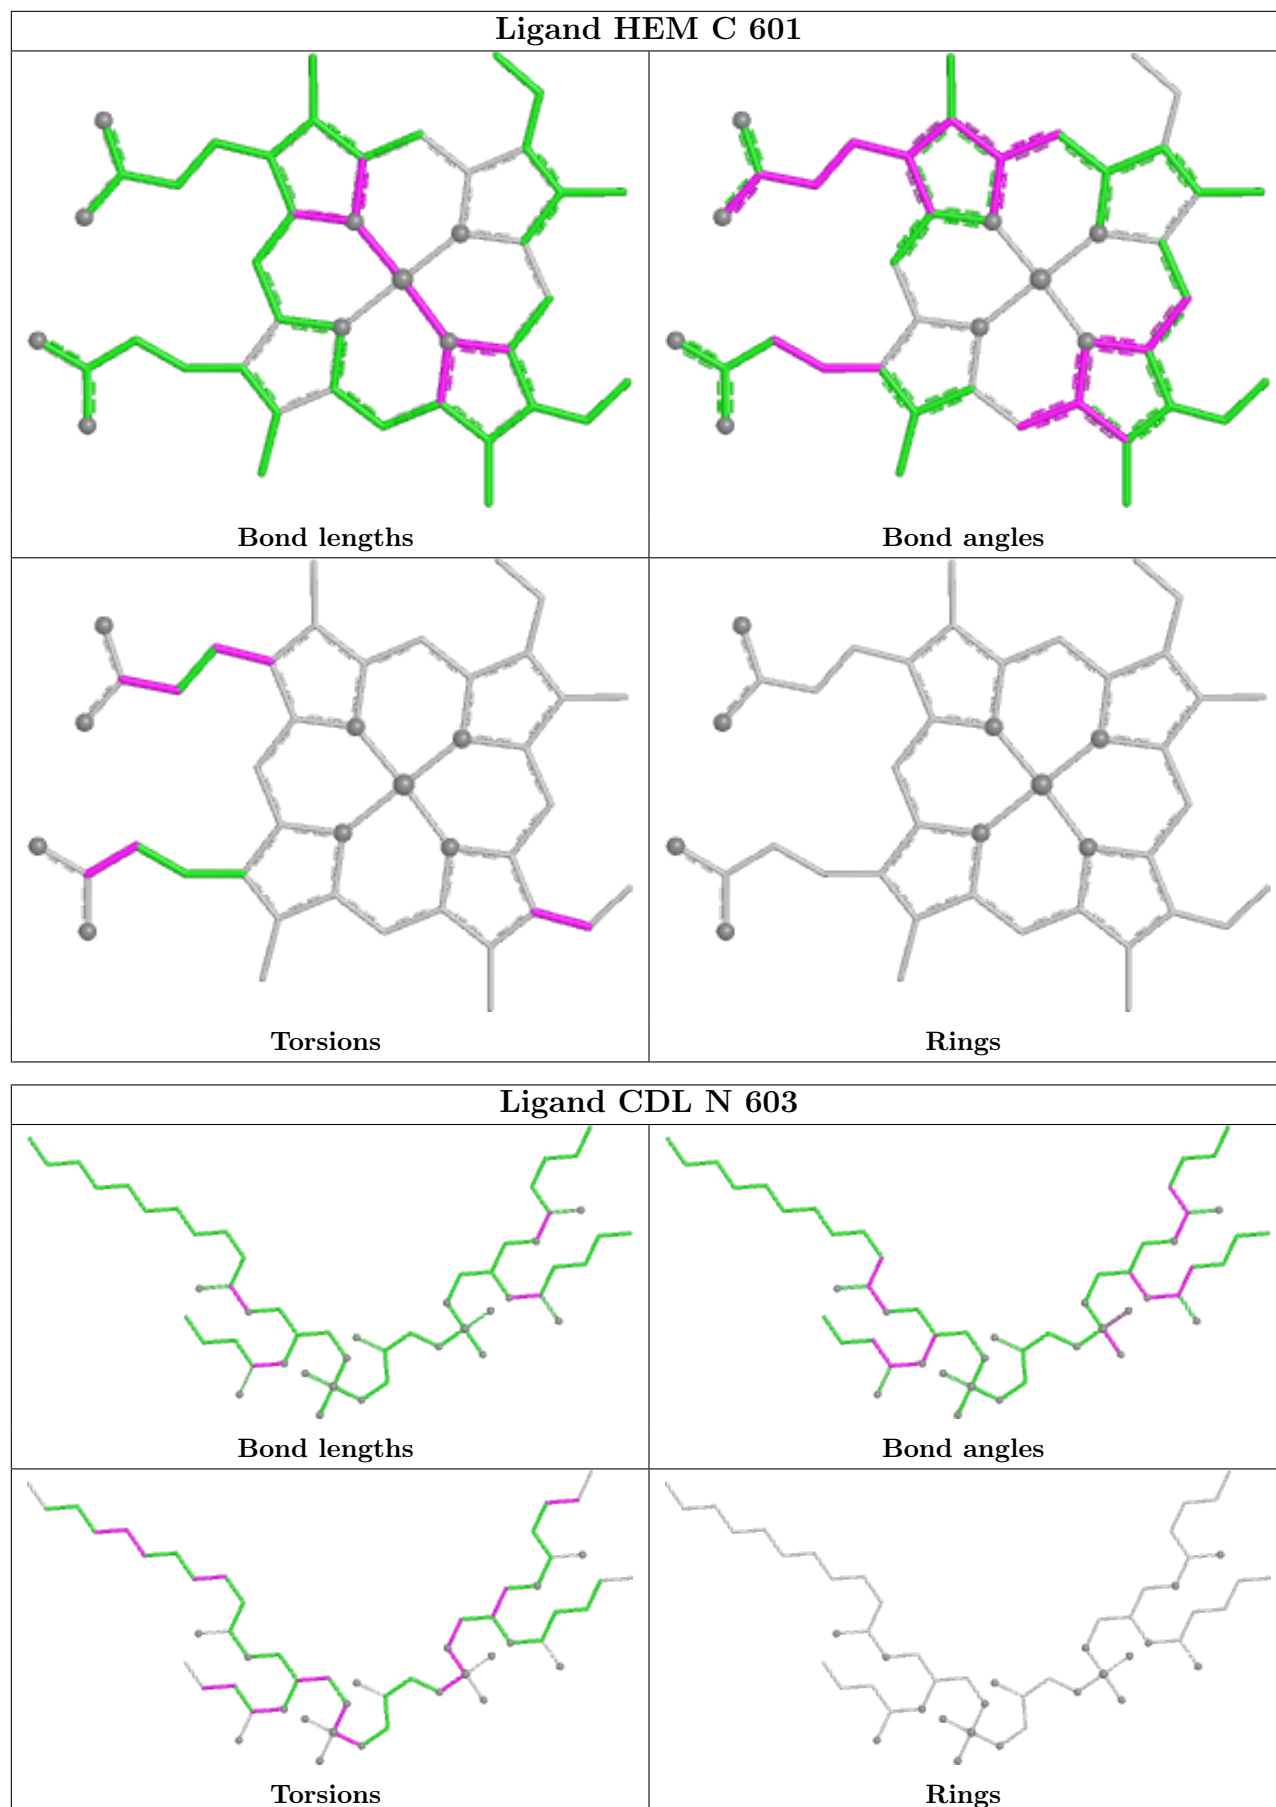 Ligand HEM C 601
Bond lengths
Bond angles
Torsions
Rings
Ligand CDL N 603
Bond lengths
Bond angles
Torsions
Rings